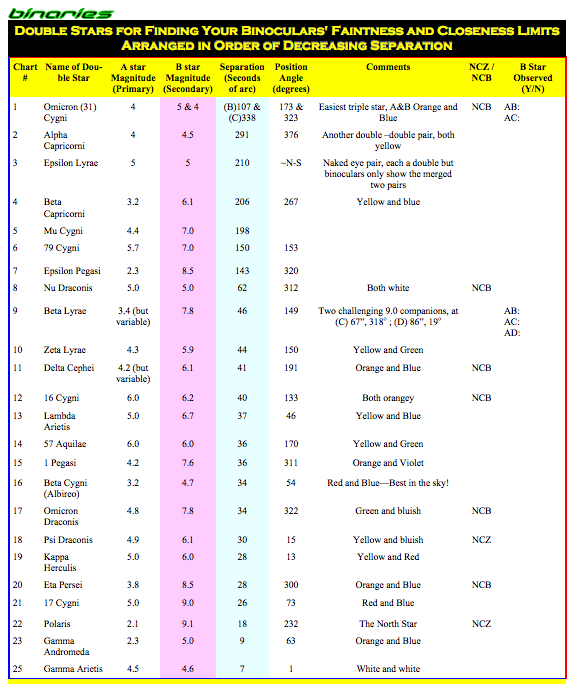 binaries
DOUBLE STARS FOR FINDING YOUR BINOCULARS' FAINTNESS AND CLOSENESS LIMITS
ARRANGED IN ORDER OF DECREASING SEPARATION
Chart # Name of Dou- ble Star A star Magnitude (Primary) B star Magnitude (Secondary) Separation (Seconds of arc) Position Angle (degrees) Comments NCZ / NCB B Star Observed (Y/N)
1 Omicron (31) Cygni 4 5 & 4 (B)107 & (C)338 173 & 323 Easiest triple star, A&B Orange and Blue NCB AB: AC:
2 Alpha Capricorni 4 4.5 291 376 Another double –double pair, both yellow
3 Epsilon Lyrae 5 5 210 ~N-S Naked eye pair, each a double but binoculars only show the merged two pairs
4 Beta Capricorni 3.2 6.1 206 267 Yellow and blue
5 Mu Cygni 4.4 7.0 198
6 79 Cygni 5.7 7.0 150 153
7 Epsilon Pegasi 2.3 8.5 143 320
8 Nu Draconis 5.0 5.0 62 312 Both white NCB
9 Beta Lyrae 3.4 (but variable) 7.8 46 149 Two challenging 9.0 companions, at (C) 67”, 318º ; (D) 86”, 19º AB: AC: AD:
10 Zeta Lyrae 4.3 5.9 44 150 Yellow and Green
11 Delta Cephei 4.2 (but variable) 6.1 41 191 Orange and Blue NCB
12 16 Cygni 6.0 6.2 40 133 Both orangey NCB
13 Lambda Arietis 5.0 6.7 37 46 Yellow and Blue
14 57 Aquilae 6.0 6.0 36 170 Yellow and Green
15 1 Pegasi 4.2 7.6 36 311 Orange and Violet
16 Beta Cygni (Albireo) 3.2 4.7 34 54 Red and Blue—Best in the sky!
17 Omicron Draconis 4.8 7.8 34 322 Green and bluish NCB
18 Psi Draconis 4.9 6.1 30 15 Yellow and bluish NCZ
19 Kappa Herculis 5.0 6.0 28 13 Yellow and Red
20 Eta Persei 3.8 8.5 28 300 Orange and Blue NCB
21 17 Cygni 5.0 9.0 26 73 Red and Blue
22 Polaris 2.1 9.1 18 232 The North Star NCZ
23 Gamma Andromeda 2.3 5.0 9 63 Orange and Blue
25 Gamma Arietis 4.5 4.6 7 1 White and white